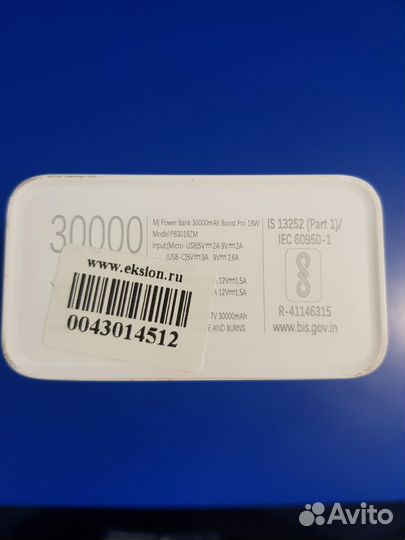 30000
Mj Power Bank 30000mAh Boost Pro 18W
Model:PB3018ZM
Input:(Micro-USB)5V⎓2A 9V⎓2A
(USB-C)5V⎓3A 9V⎓2.6A
12V⎓1.5A
A 12V⎓1.5A
7V 30000mAh
E AND BURNS
IS 13252 (Part 1)/
IEC 60950-1
R-41146315
www.bis.gov.in
www.ekslon.ru
0043014512
Avito